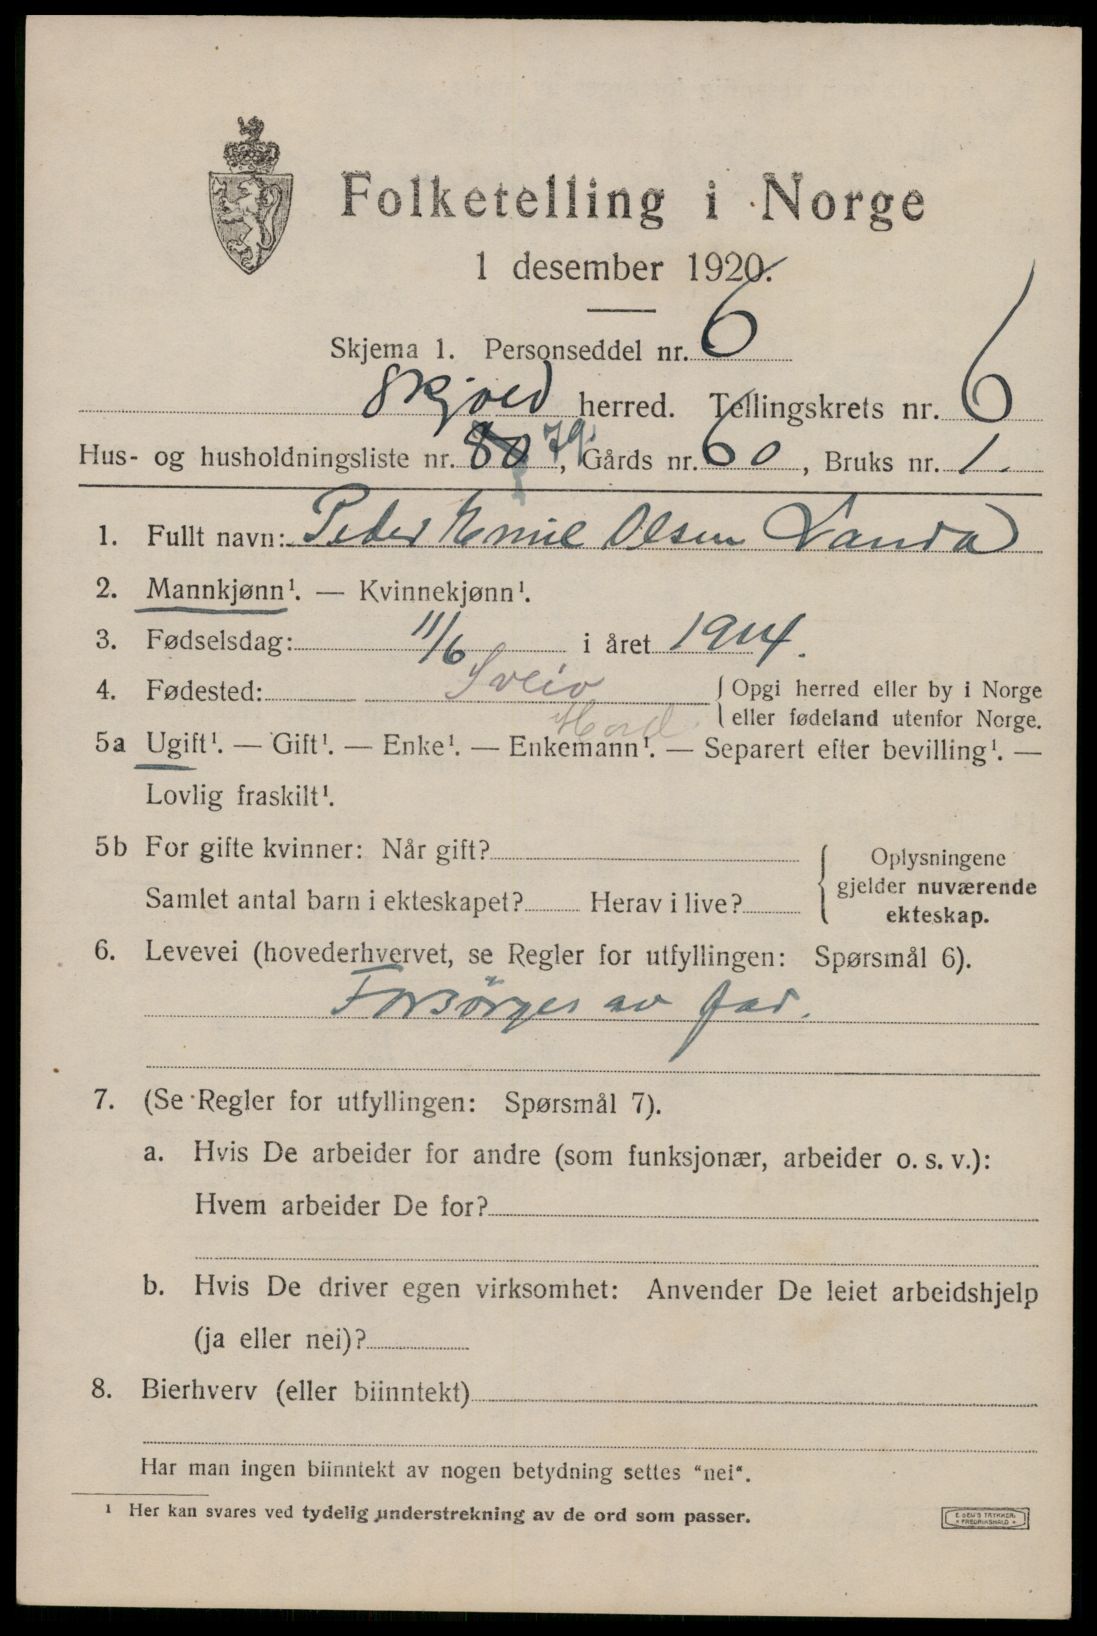 Folketelling i Norge
1 desember 1920.
Skjema 1. Personseddel nr. 6
Skjold herred. Tellingskrets nr. 6
Hus- og husholdningsliste nr. 80 79, Gårds nr. 60, Bruks nr. 1.
1. Fullt navn: Peder Emil Olsen Landa
2. Mannkjønn¹. — Kvinnekjønn¹.
3. Fødselsdag: 11/6 i året 1914.
4. Fødested: Sveio Hord { Opgi herred eller by i Norge
eller fødeland utenfor Norge.
5a Ugift¹. — Gift¹. — Enke¹. — Enkemann¹. — Separert efter bevilling¹. —
Lovlig fraskilt¹.
5b For gifte kvinner: Når gift?
Samlet antal barn i ekteskapet? Herav i live?
{ Oplysningene
gjelder nuværende
ekteskap.
6. Levevei (hovederhvervet, se Regler for utfyllingen: Spørsmål 6).
Forsørges av far.
7. (Se Regler for utfyllingen: Spørsmål 7).
a. Hvis De arbeider for andre (som funksjonær, arbeider o. s. v.):
Hvem arbeider De for?
b. Hvis De driver egen virksomhet: Anvender De leiet arbeidshjelp
(ja eller nei)?
8. Bierhverv (eller biinntekt)
Har man ingen biinntekt av nogen betydning settes "nei".
¹ Her kan svares ved tydelig understrekning av de ord som passer.